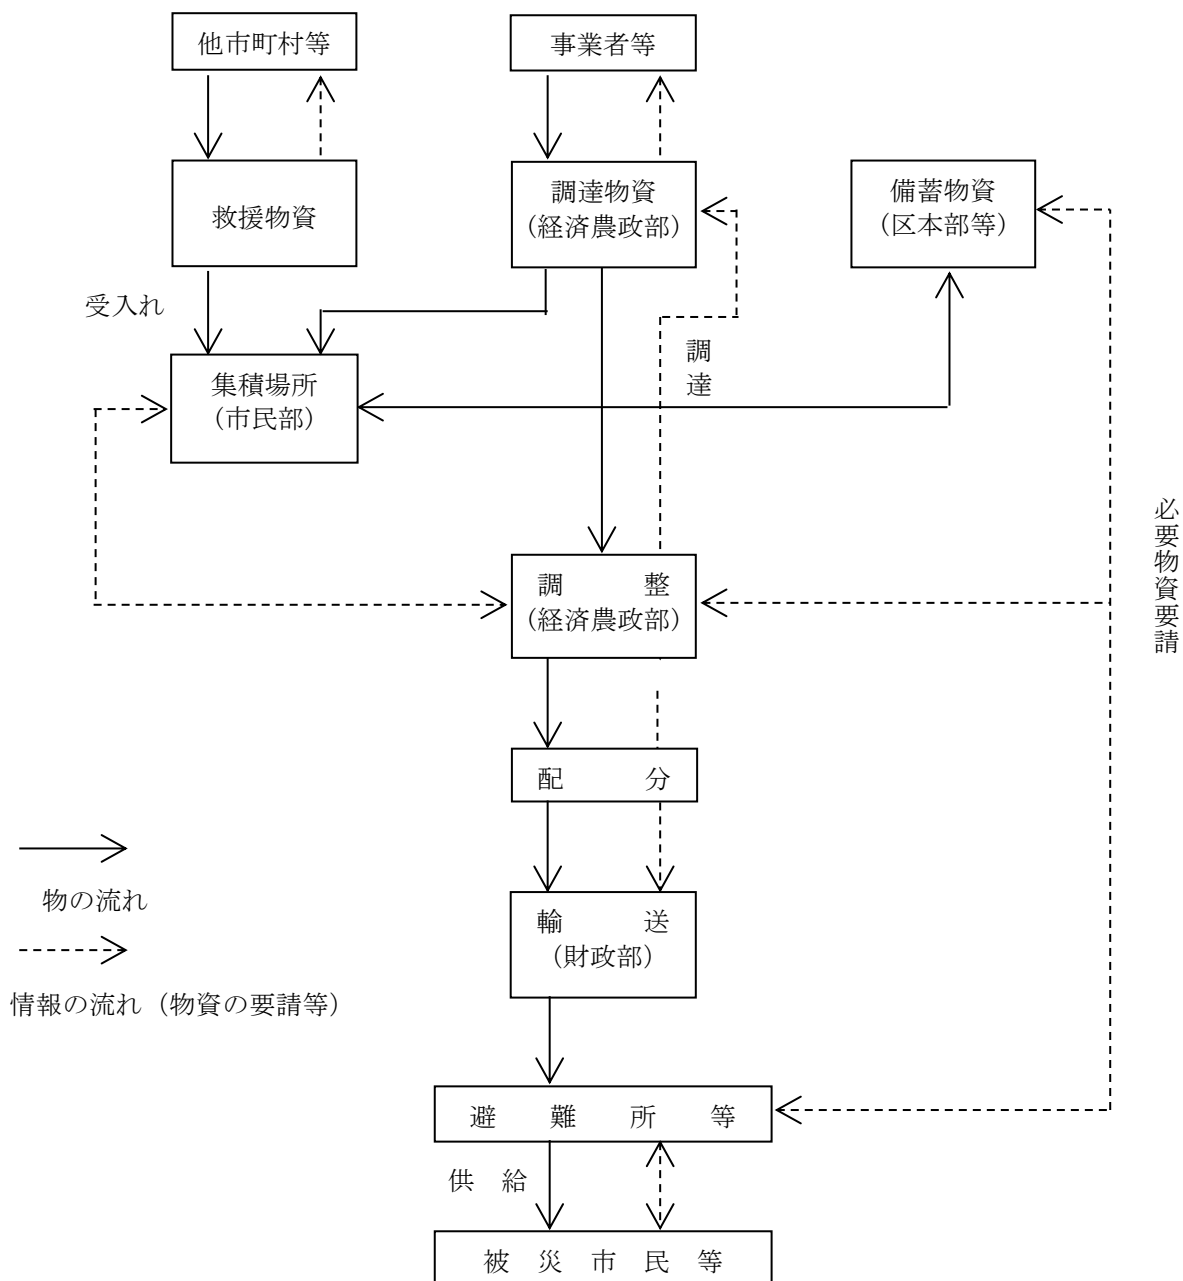 他市町村等
事業者等
救援物資
調達物資
（経済農政部）
備蓄物資
（区本部等）
受入れ
調達
集積場所
（市民部）
必要物資要請
調　　　整
（経済農政部）
配　　　分
物の流れ
輸　　　送
（財政部）
情報の流れ（物資の要請等）
避　難　所　等
供　給
被　災　市　民　等